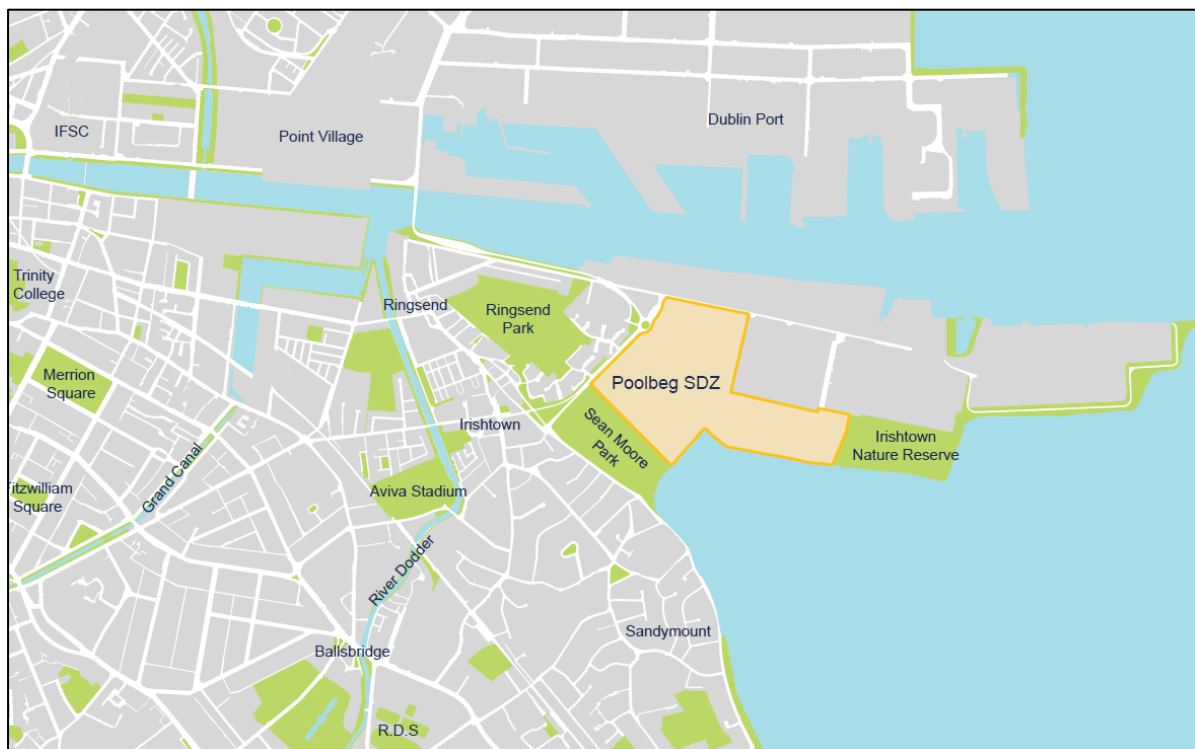 Dublin Port
IFSC
Point Village
Trinity
College
Ringsend
Ringsend
Park
Merrion
Square
Poolbeg SDZ
Irishtown
Sean Moore
Park
Irishtown
Nature Reserve
Grand Canal
Aviva Stadium
itzwilliam
Square
River Dodder
Sandymount
Ballsbridge
R.D.S